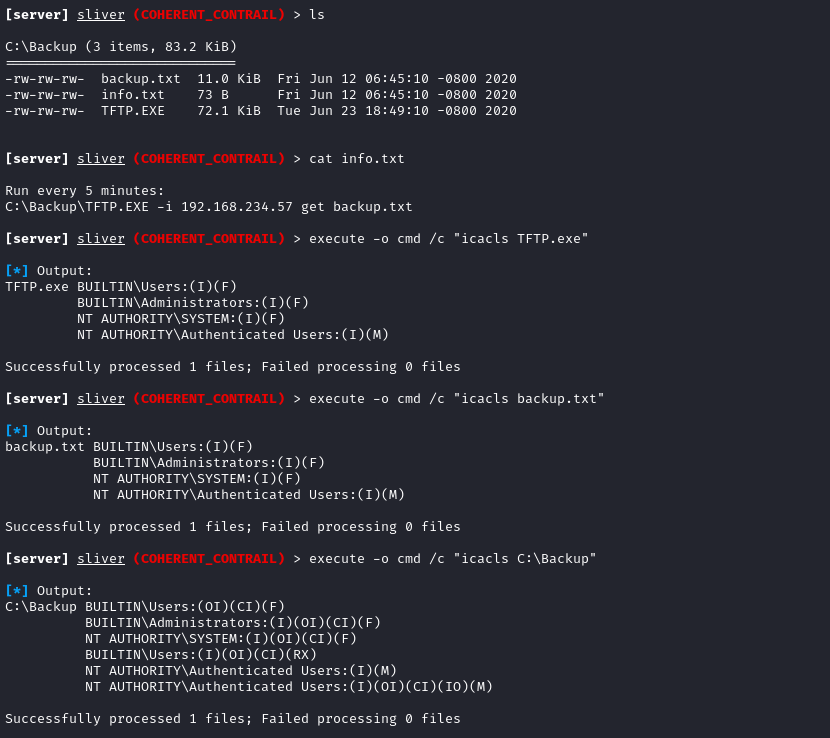 [server] sliver (COHERENT_CONTRAIL) > ls
C:\Backup (3 items, 83.2 KiB)
=============================
-rw-rw-rw-  backup.txt  11.0 KiB  Fri Jun 12 06:45:10 -0800 2020
-rw-rw-rw-  info.txt    73 B      Fri Jun 12 06:45:10 -0800 2020
-rw-rw-rw-  TFTP.EXE    72.1 KiB  Tue Jun 23 18:49:10 -0800 2020
[server] sliver (COHERENT_CONTRAIL) > cat info.txt
Run every 5 minutes:
C:\Backup\TFTP.EXE -i 192.168.234.57 get backup.txt
[server] sliver (COHERENT_CONTRAIL) > execute -o cmd /c "icacls TFTP.exe"
[*] Output:
TFTP.exe BUILTIN\Users:(I)(F)
         BUILTIN\Administrators:(I)(F)
         NT AUTHORITY\SYSTEM:(I)(F)
         NT AUTHORITY\Authenticated Users:(I)(M)
Successfully processed 1 files; Failed processing 0 files
[server] sliver (COHERENT_CONTRAIL) > execute -o cmd /c "icacls backup.txt"
[*] Output:
backup.txt BUILTIN\Users:(I)(F)
           BUILTIN\Administrators:(I)(F)
           NT AUTHORITY\SYSTEM:(I)(F)
           NT AUTHORITY\Authenticated Users:(I)(M)
Successfully processed 1 files; Failed processing 0 files
[server] sliver (COHERENT_CONTRAIL) > execute -o cmd /c "icacls C:\Backup"
[*] Output:
C:\Backup BUILTIN\Users:(OI)(CI)(F)
          BUILTIN\Administrators:(I)(OI)(CI)(F)
          NT AUTHORITY\SYSTEM:(I)(OI)(CI)(F)
          BUILTIN\Users:(I)(OI)(CI)(RX)
          NT AUTHORITY\Authenticated Users:(I)(M)
          NT AUTHORITY\Authenticated Users:(I)(OI)(CI)(IO)(M)
Successfully processed 1 files; Failed processing 0 files